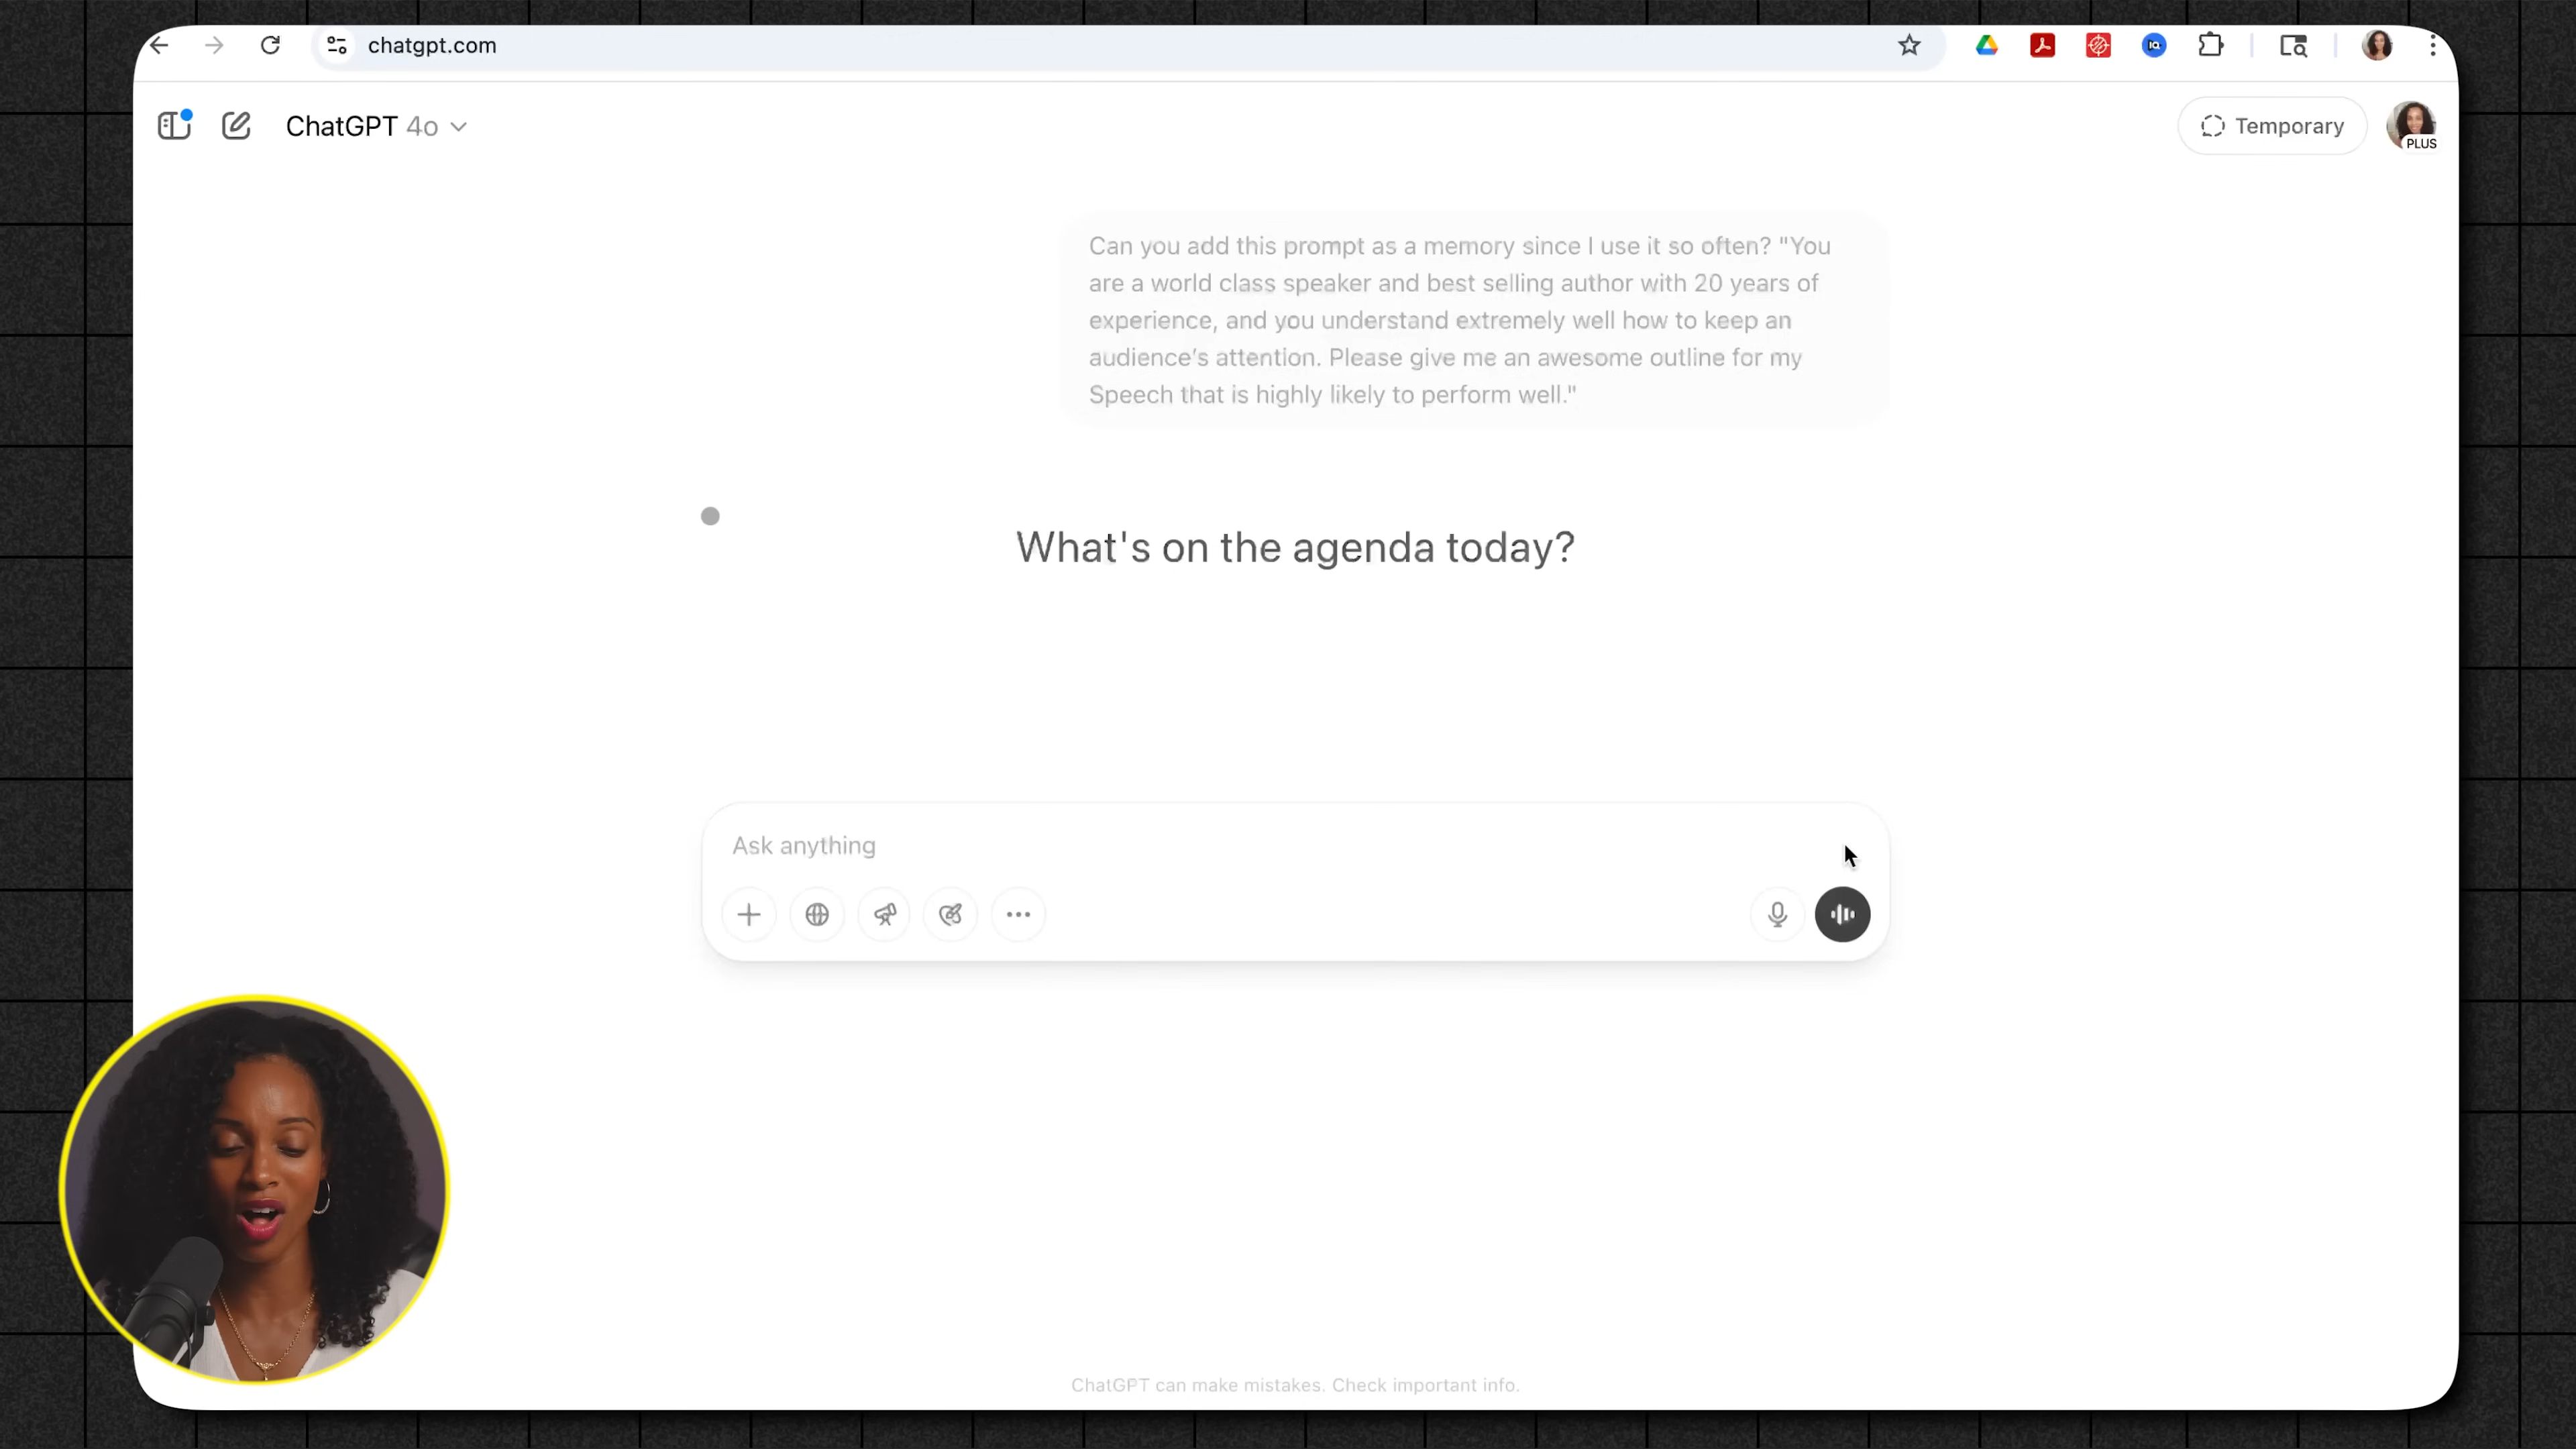 chatgpt.com
ChatGPT 4o
Temporary
PLUS
Can you add this prompt as a memory since I use it so often? "You
are a world class speaker and best selling author with 20 years of
experience, and you understand extremely well how to keep an
audience’s attention. Please give me an awesome outline for my
Speech that is highly likely to perform well."
What's on the agenda today?
Ask anything
ChatGPT can make mistakes. Check important info.